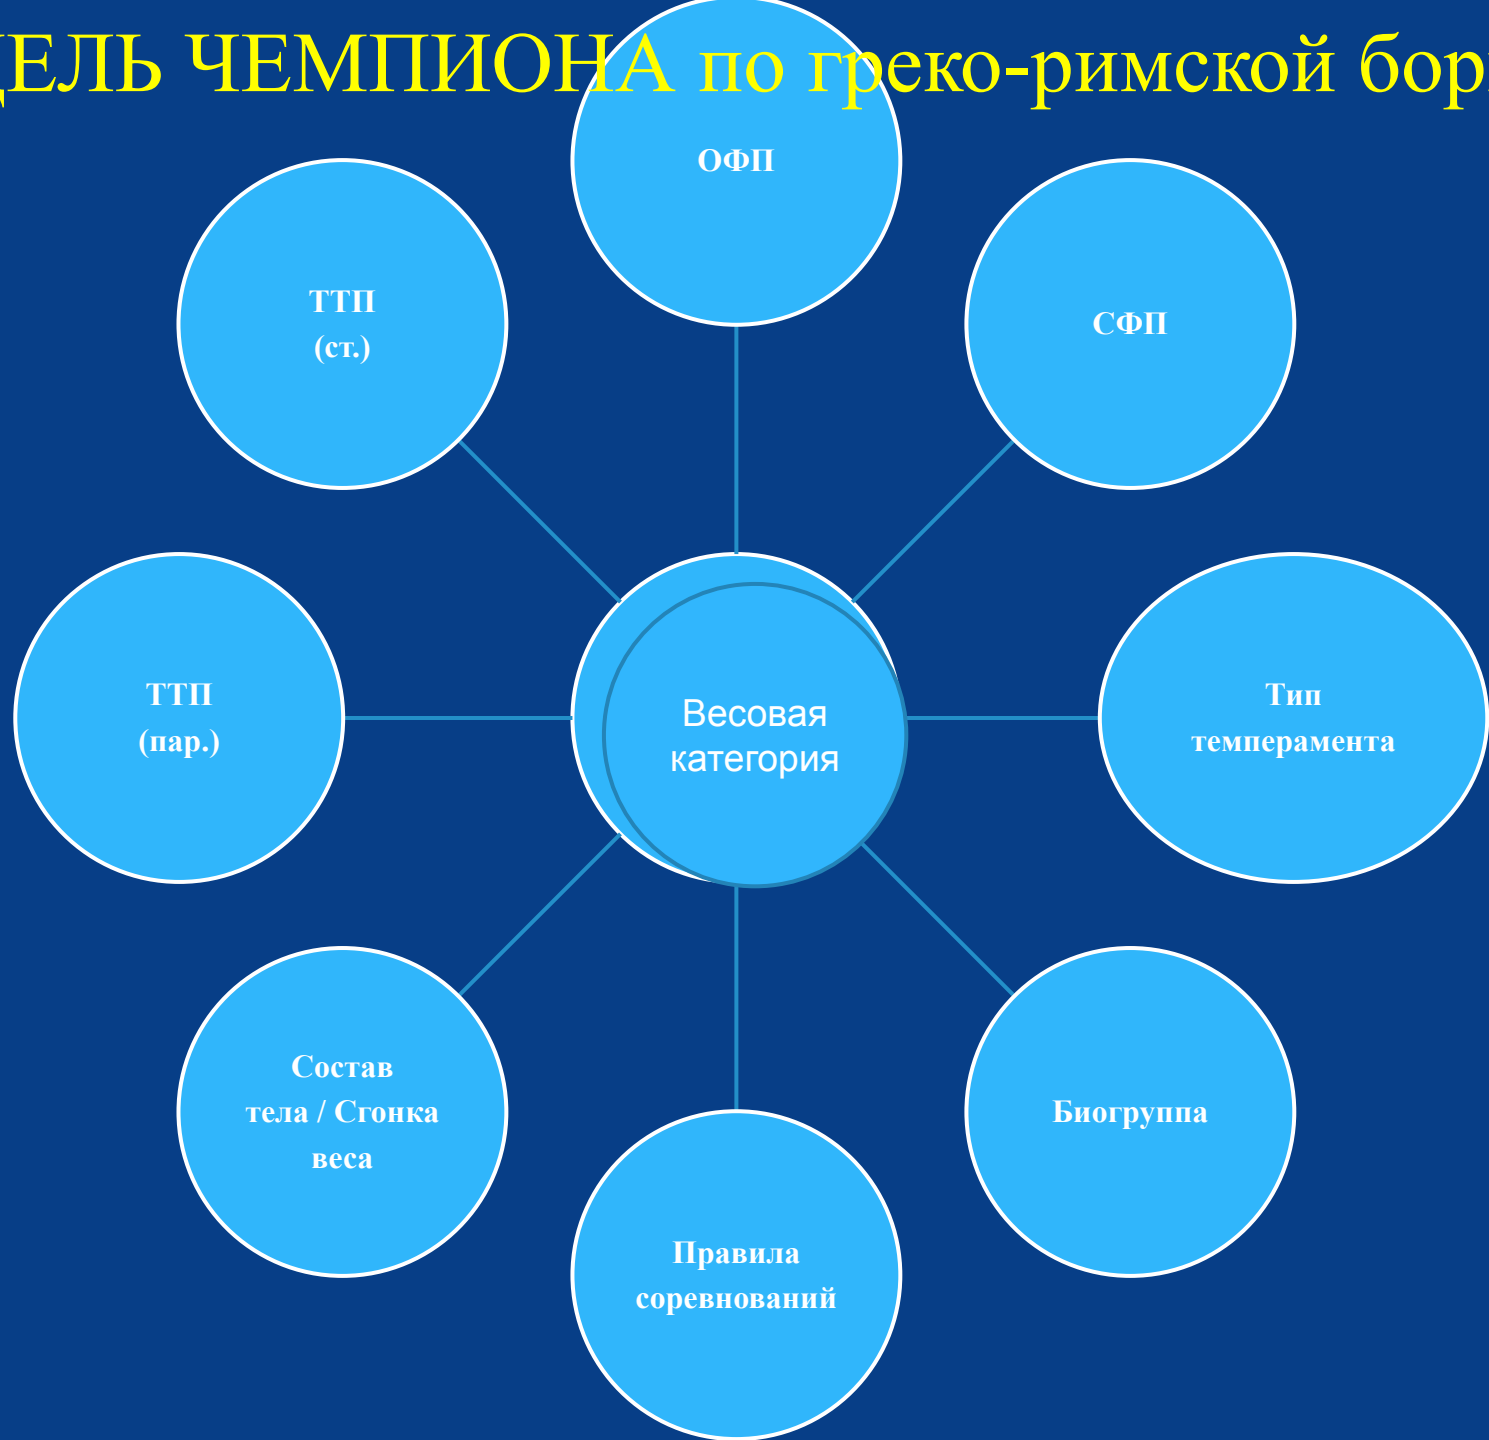 ДЕЛЬ ЧЕМПИОНА по греко-римской бор
ОФП
СФП
Тип
темперамента
Биогруппа
Правила
соревнований
Состав
тела / Сгонка
веса
ТТП
(пар.)
ТТП
(ст.)
Весовая
категория